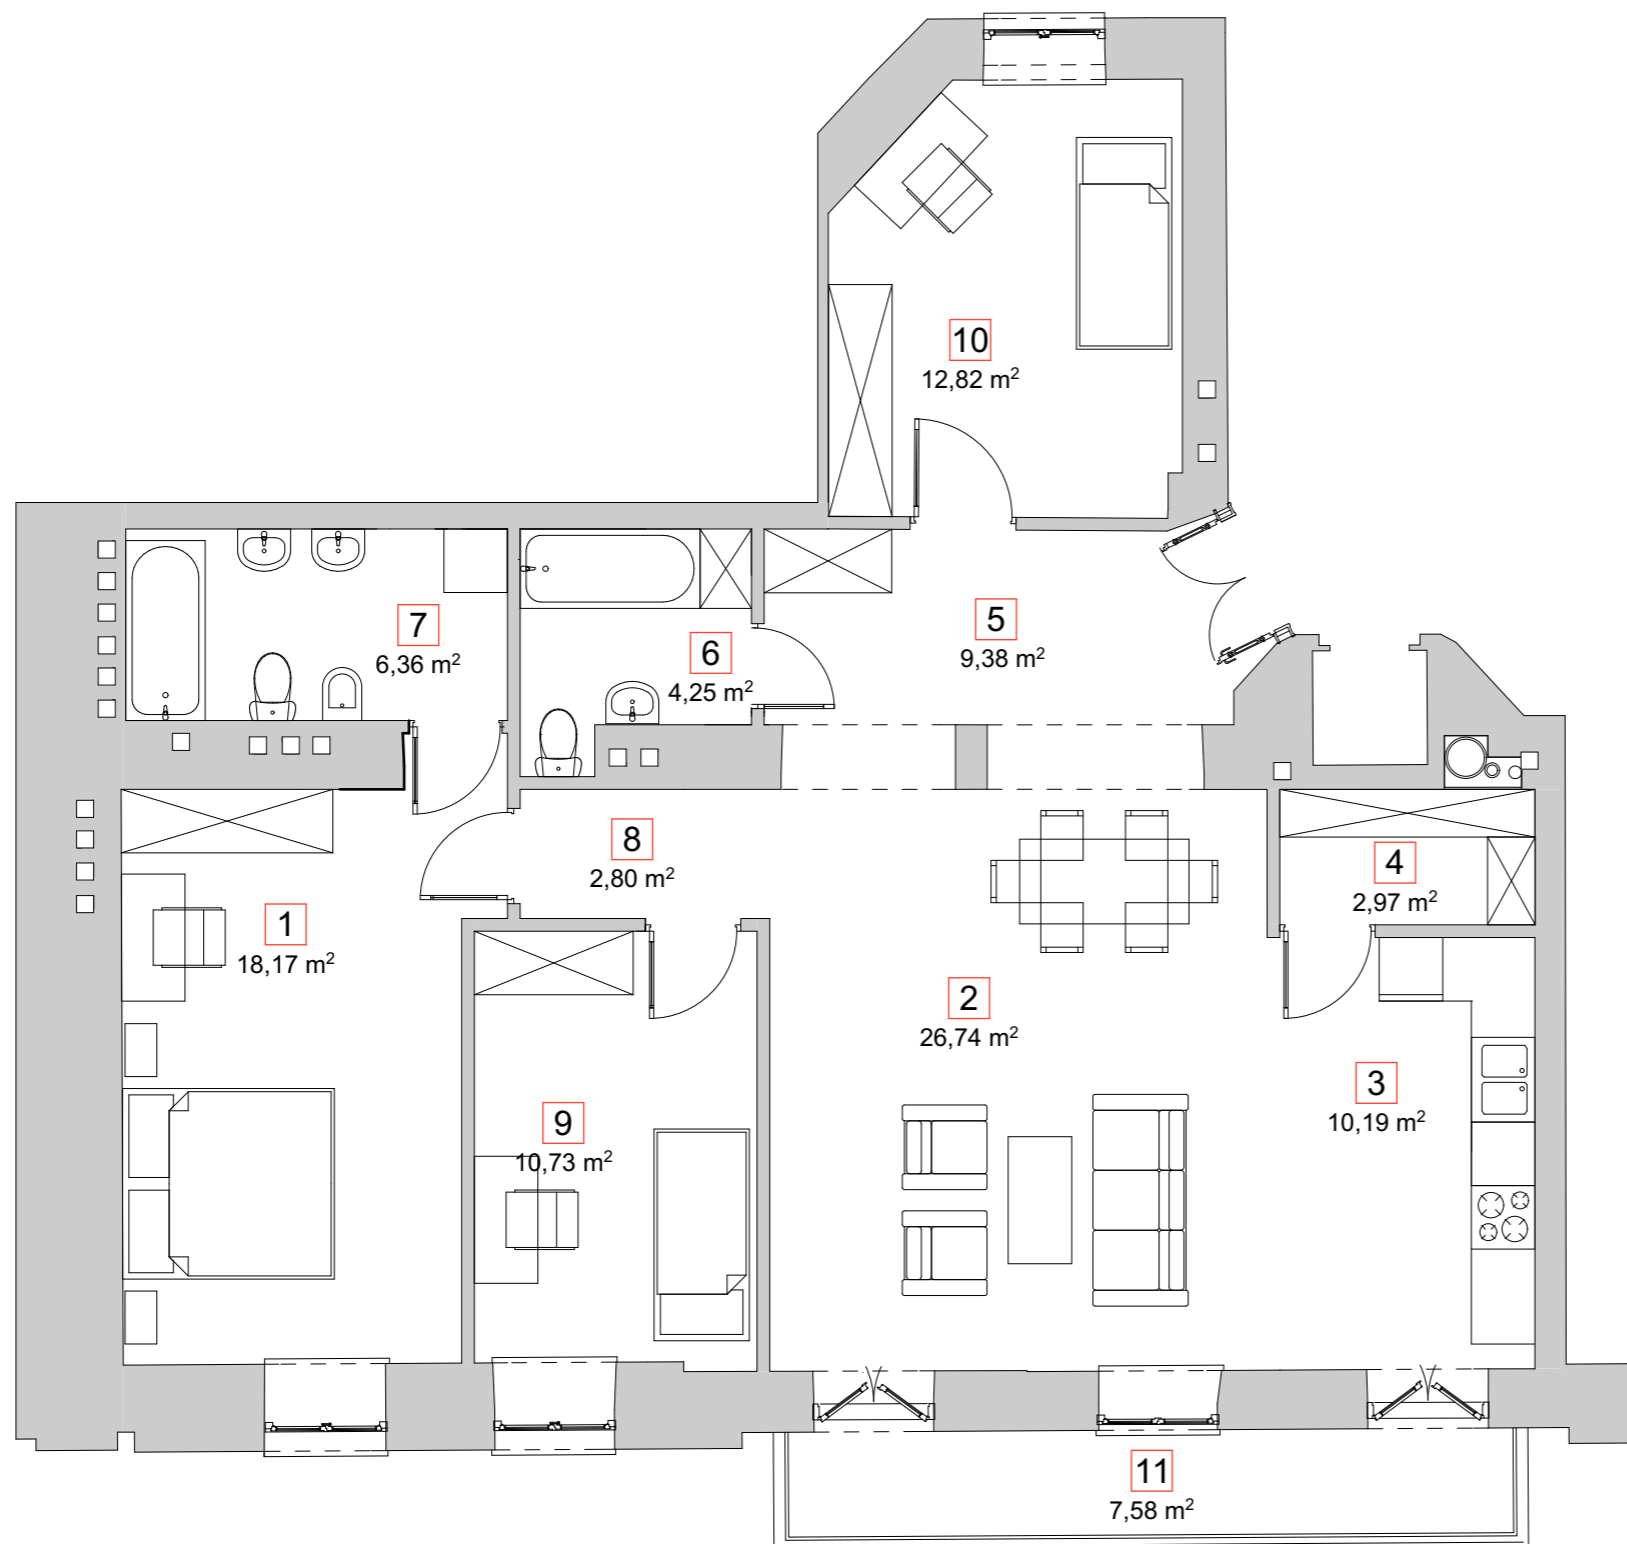 10
12,82 m²
7
6,36 m²
6
4,25 m²
5
9,38 m²
8
2,80 m²
4
2,97 m²
1
18,17 m²
2
26,74 m²
3
10,19 m²
9
10,73 m²
11
7,58 m²